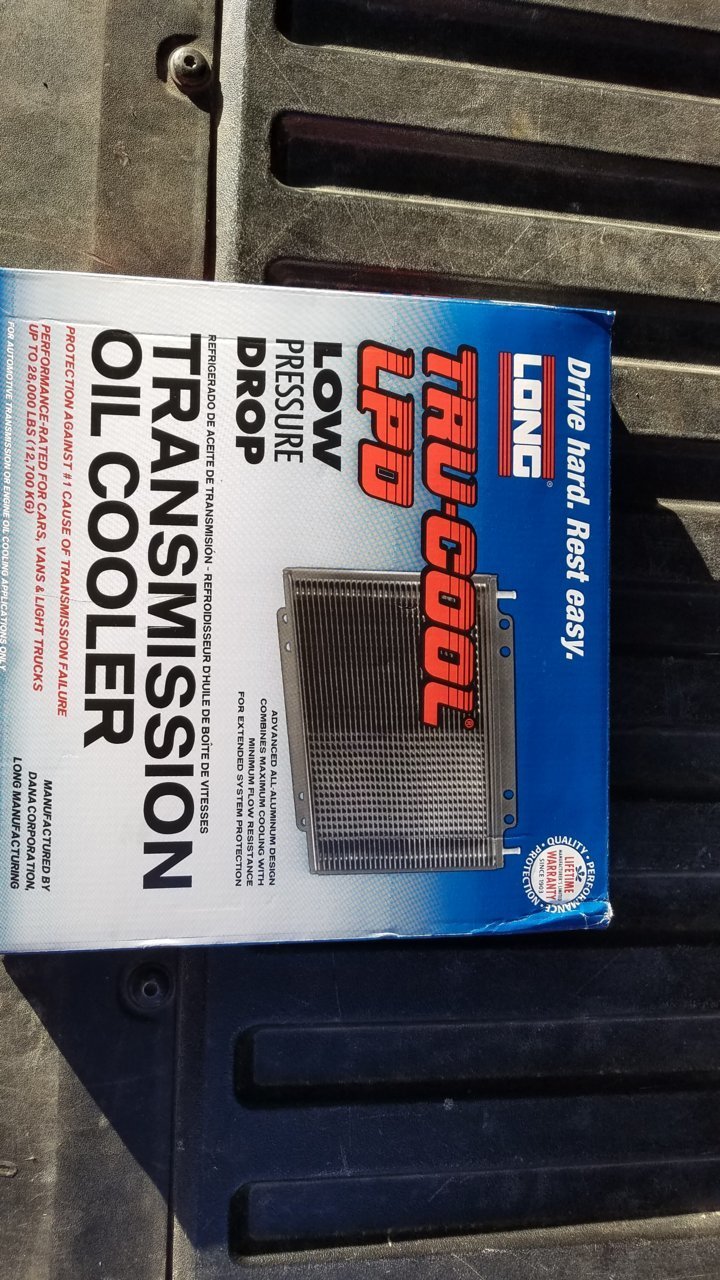 Drive hard. Rest easy.
LONG®
TRU-COOL®
LPD
LOW
PRESSURE
DROP
ADVANCED ALL-ALUMINUM DESIGN
COMBINES MAXIMUM COOLING WITH
MINIMUM FLOW RESISTANCE
FOR EXTENDED SYSTEM PROTECTION
REFRIGERADO DE ACEITE DE TRANSMISIÓN - REFROIDISSEUR D'HUILE DE BOÎTE DE VITESSES
TRANSMISSION
OIL COOLER
PROTECTION AGAINST #1 CAUSE OF TRANSMISSION FAILURE
PERFORMANCE-RATED FOR CARS, VANS & LIGHT TRUCKS
UP TO 28,000 LBS (12,700 KG)
FOR AUTOMOTIVE TRANSMISSION OR ENGINE OIL COOLING APPLICATIONS ONLY
MANUFACTURED BY
DANA CORPORATION,
LONG MANUFACTURING
• QUALITY • PERFORMANCE • PROTECTION
LIFETIME
WARRANTY
SINCE 1903